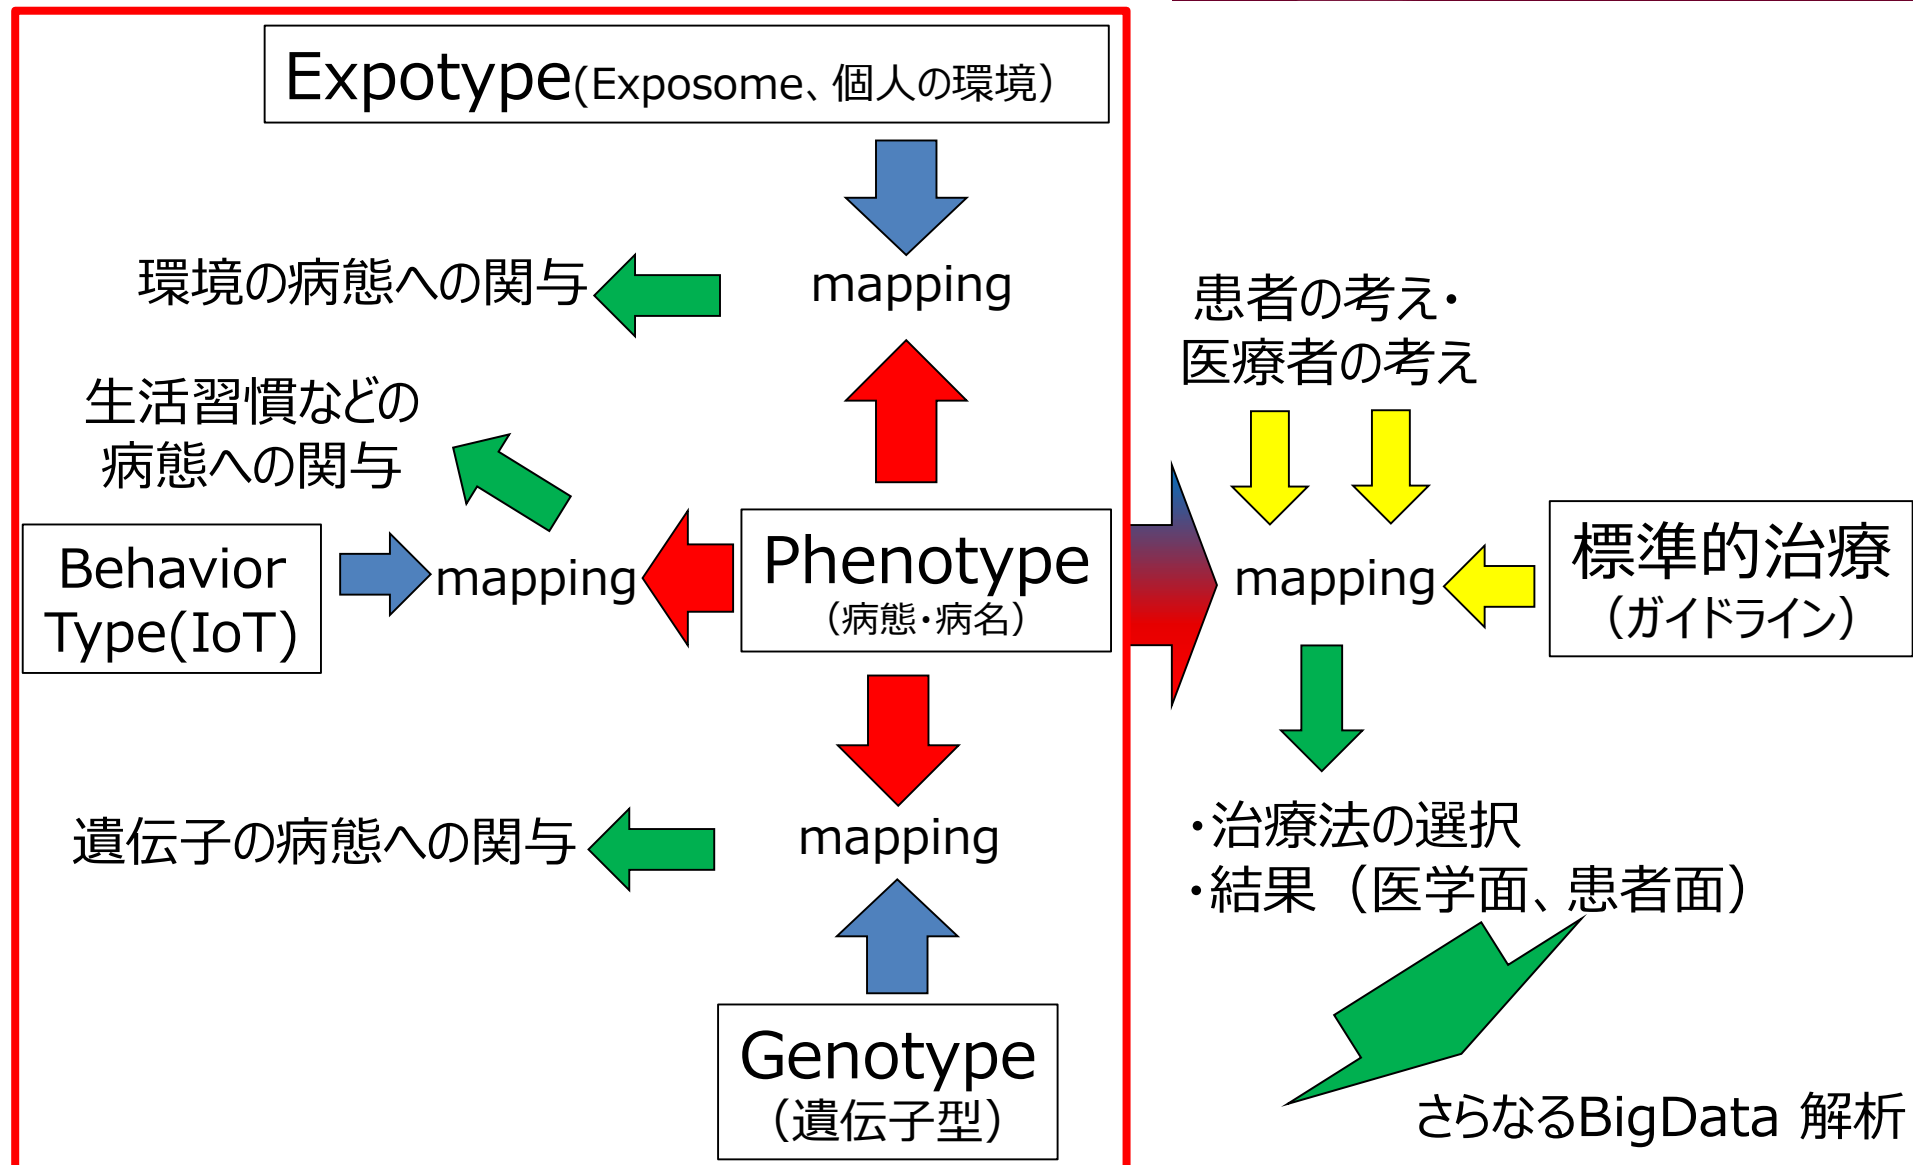 Expotype(Exposome、個人の環境）
mapping
環境の病態への関与
生活習慣などの
病態への関与
Behavior
Type(IoT)
mapping
Phenotype
（病態・病名）
mapping
遺伝子の病態への関与
Genotype
（遺伝子型）
患者の考え・
医療者の考え
mapping
標準的治療
（ガイドライン）
・治療法の選択
・結果（医学面、患者面）
さらなるBigData 解析